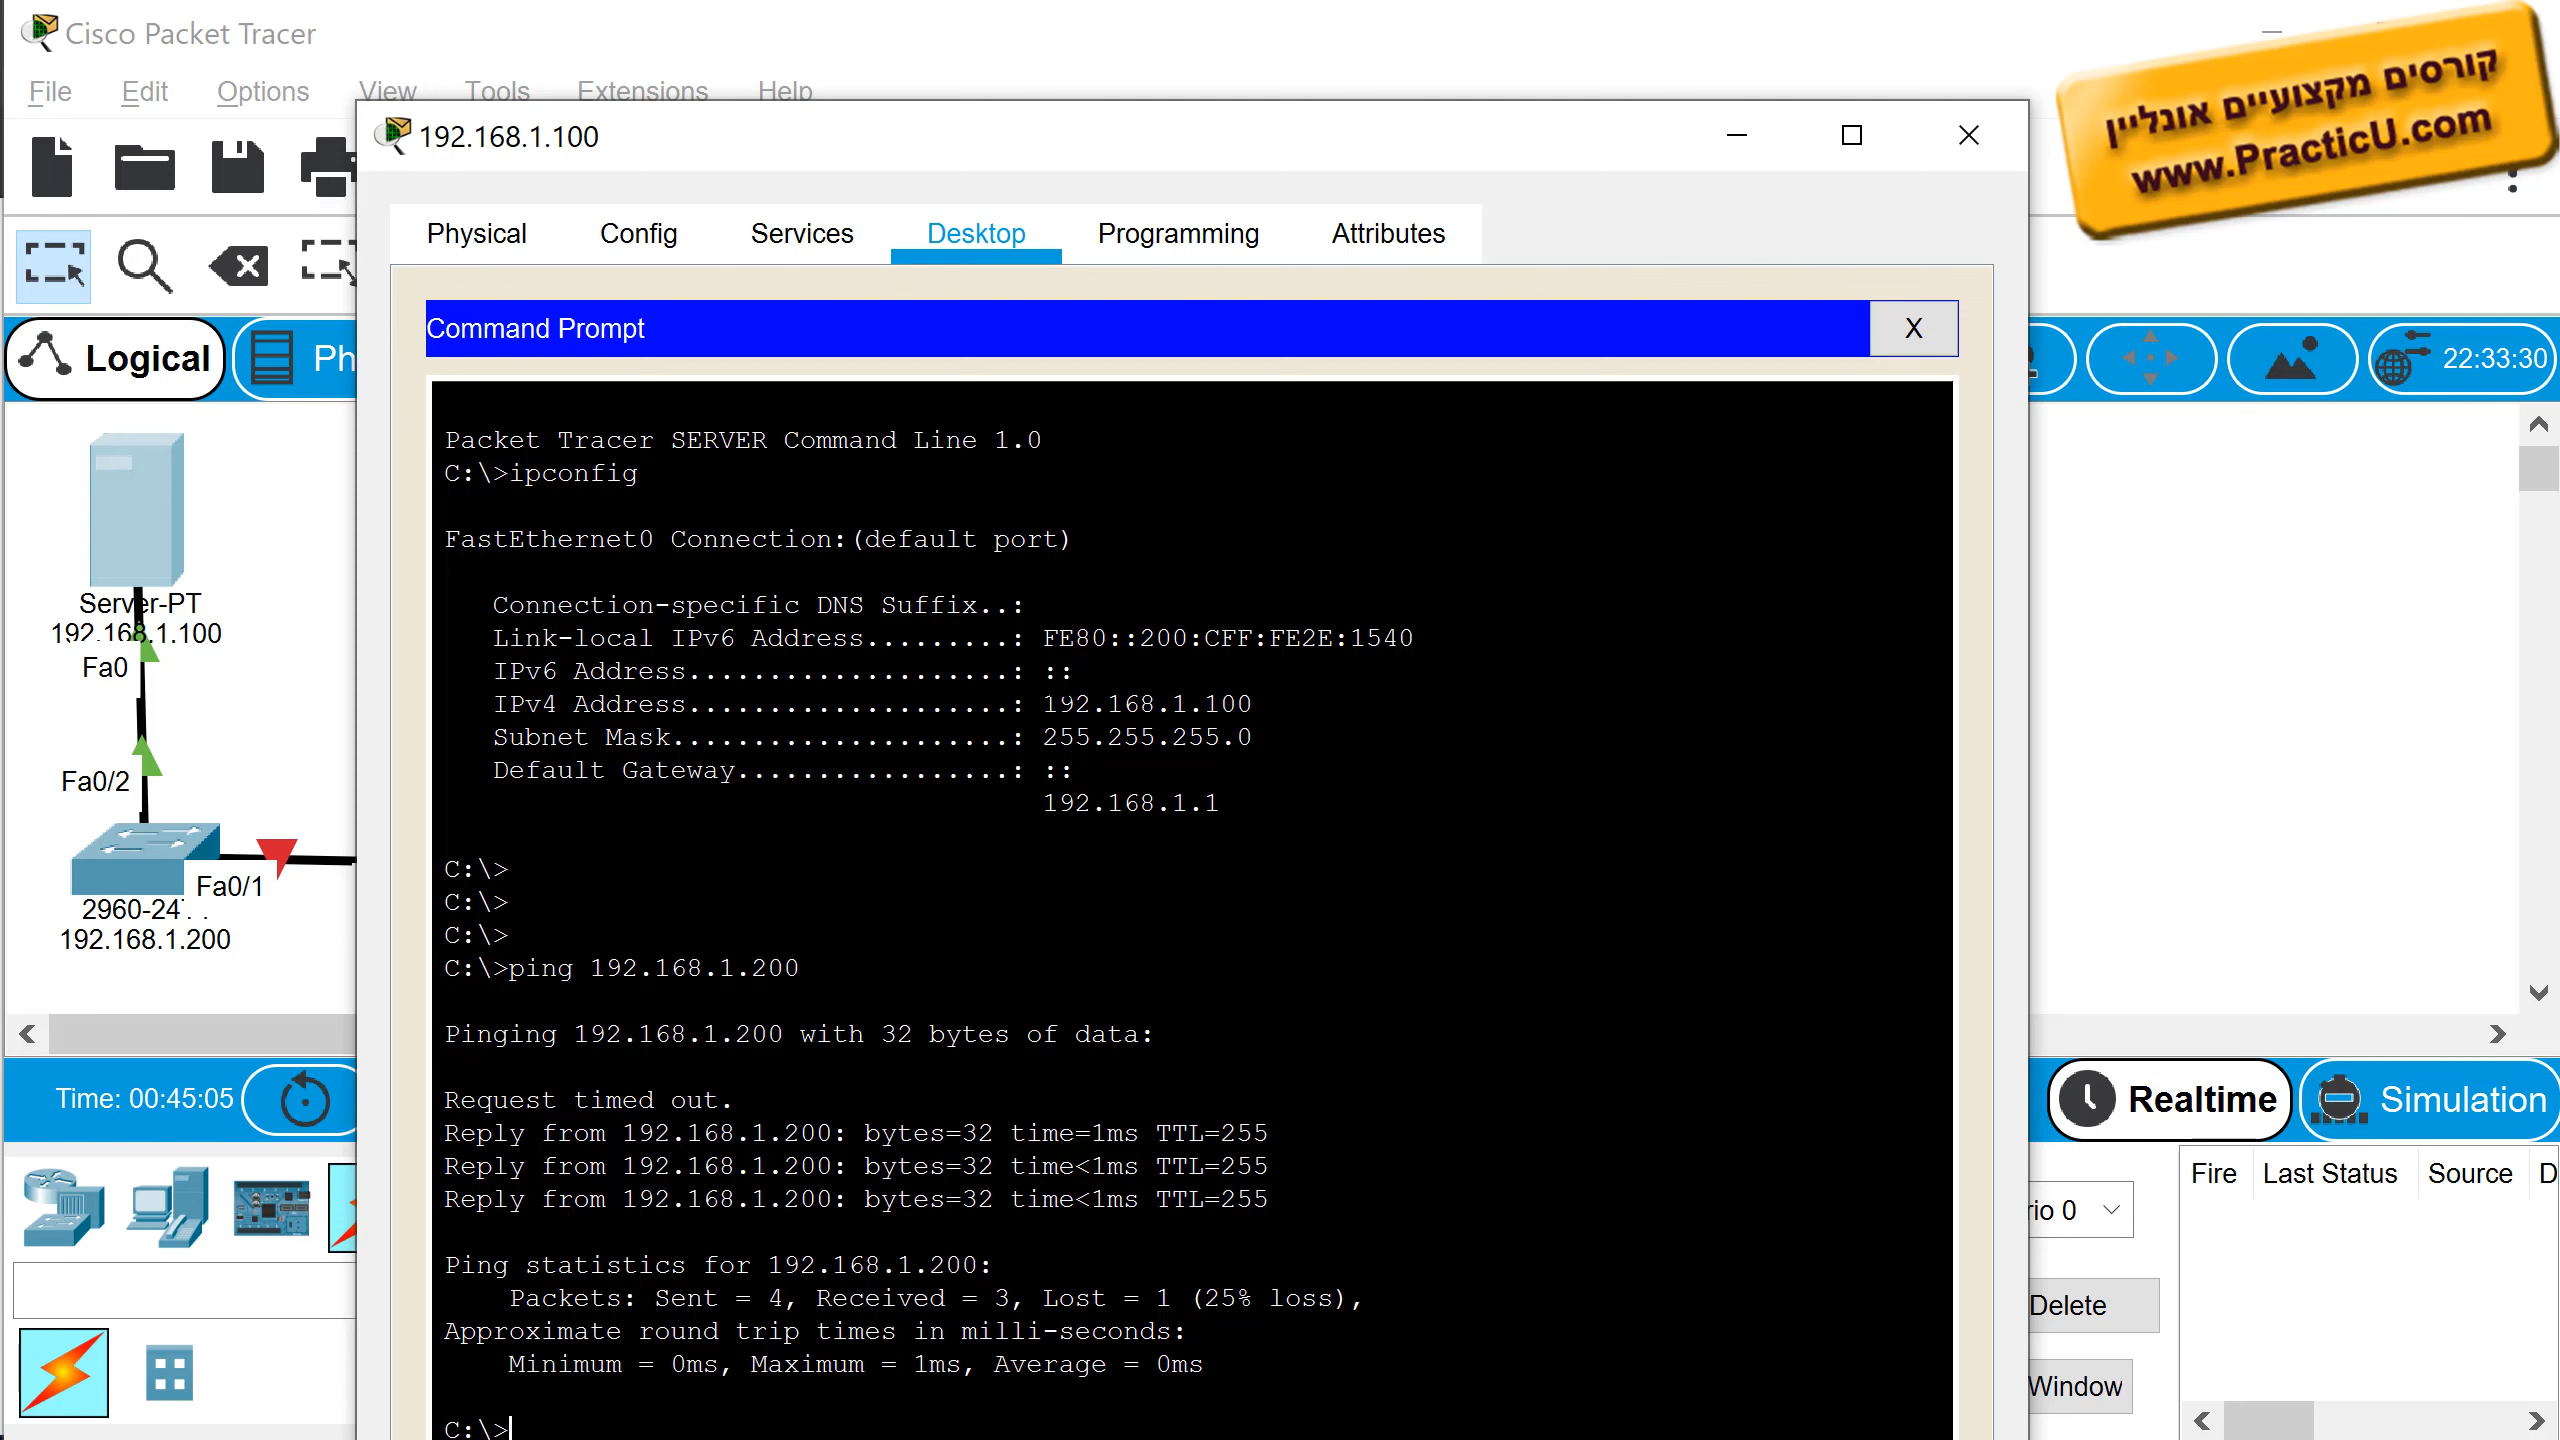 Cisco Packet Tracer
File Edit Options View Tools Extensions Help
קורסים מקצועיים אונליין
www.PracticU.com
192.168.1.100
Physical Config Services Desktop Programming Attributes
Command Prompt X
Logical Ph
22:33:30
Packet Tracer SERVER Command Line 1.0
C:\>ipconfig
FastEthernet0 Connection:(default port)
Connection-specific DNS Suffix..:
Link-local IPv6 Address.........: FE80::200:CFF:FE2E:1540
IPv6 Address....................: ::
IPv4 Address....................: 192.168.1.100
Subnet Mask.....................: 255.255.255.0
Default Gateway.................: ::
192.168.1.1
C:\>
C:\>
C:\>
C:\>ping 192.168.1.200
Pinging 192.168.1.200 with 32 bytes of data:
Request timed out.
Reply from 192.168.1.200: bytes=32 time=1ms TTL=255
Reply from 192.168.1.200: bytes=32 time<1ms TTL=255
Reply from 192.168.1.200: bytes=32 time<1ms TTL=255
Ping statistics for 192.168.1.200:
Packets: Sent = 4, Received = 3, Lost = 1 (25% loss),
Approximate round trip times in milli-seconds:
Minimum = 0ms, Maximum = 1ms, Average = 0ms
C:\>
Server-PT
192.168.1.100
Fa0
Fa0/2
Fa0/1
2960-24
192.168.1.200
Time: 00:45:05
Realtime Simulation
Fire Last Status Source D
rio 0
Delete
Window